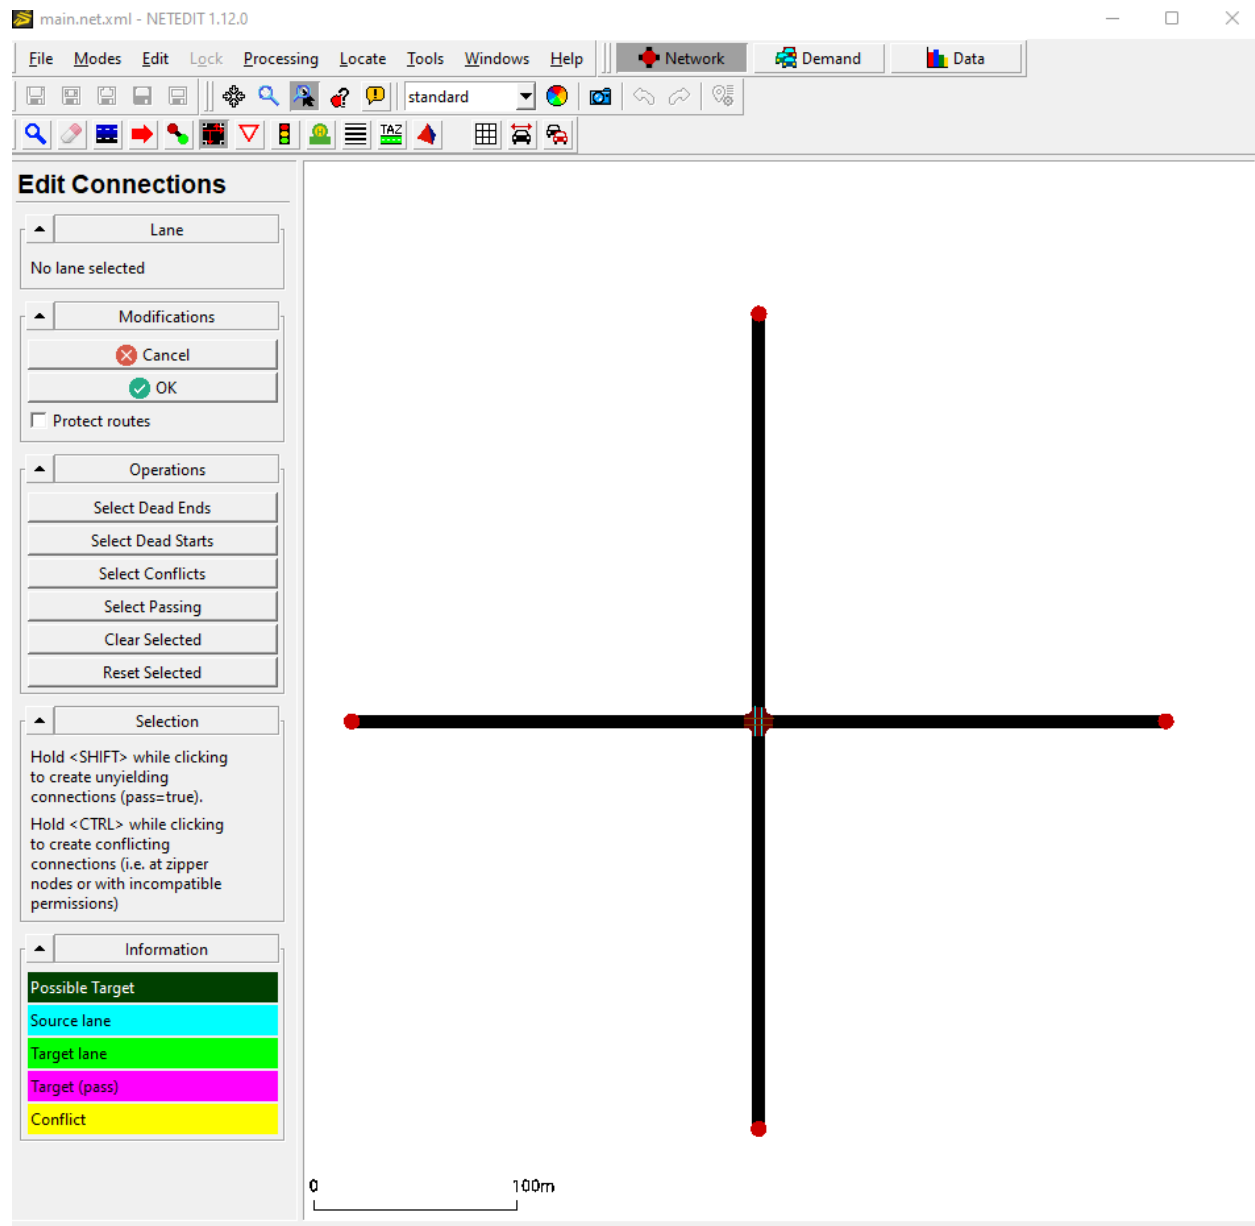 main.net.xml - NETEDIT 1.12.0
File Modes Edit Lock Processing Locate Tools Windows Help Network Demand Data
standard
TAZ
Edit Connections
Lane
No lane selected
Modifications
Cancel
OK
Protect routes
Operations
Select Dead Ends
Select Dead Starts
Select Conflicts
Select Passing
Clear Selected
Reset Selected
Selection
Hold <SHIFT> while clicking
to create unyielding
connections (pass=true).
Hold <CTRL> while clicking
to create conflicting
connections (i.e. at zipper
nodes or with incompatible
permissions)
Information
Possible Target
Source lane
Target lane
Target (pass)
Conflict
0 100m